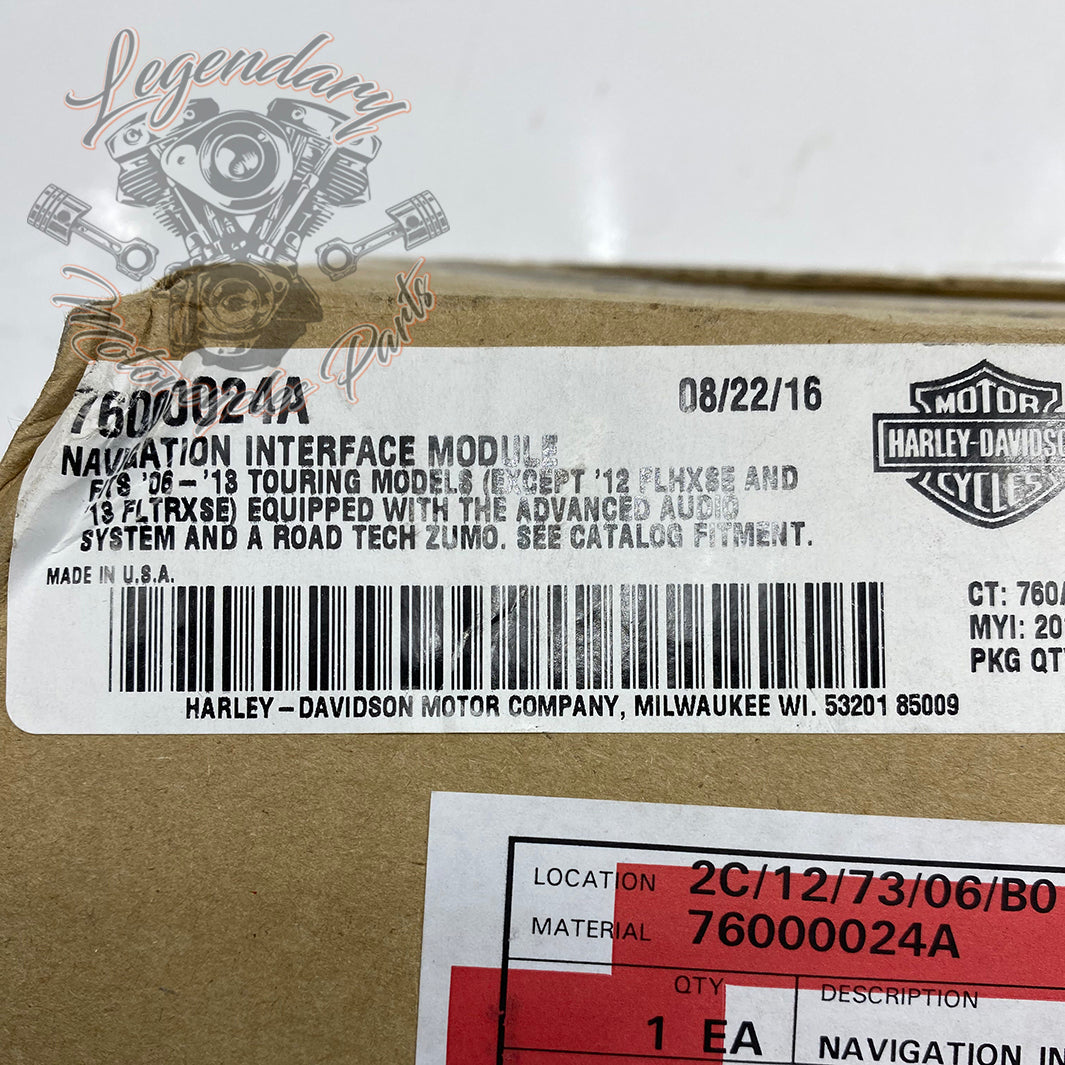 Legendary
Motorcycle Parts
76000024A
08/22/16
NAVIGATION INTERFACE MODULE
FITS '06-'13 TOURING MODELS (EXCEPT '12 FLHXSE AND
'13 FLTRXSE) EQUIPPED WITH THE ADVANCED AUDIO
SYSTEM AND A ROAD TECH ZUMO. SEE CATALOG FITMENT.
MADE IN U.S.A.
MOTOR
HARLEY-DAVIDSO
CYCLES
CT: 760
MYI: 20
PKG QT
HARLEY-DAVIDSON MOTOR COMPANY, MILWAUKEE WI. 53201 85009
LOCATION 2C/12/73/06/B0
MATERIAL 76000024A
QTY DESCRIPTION
1 EA NAVIGATION IN